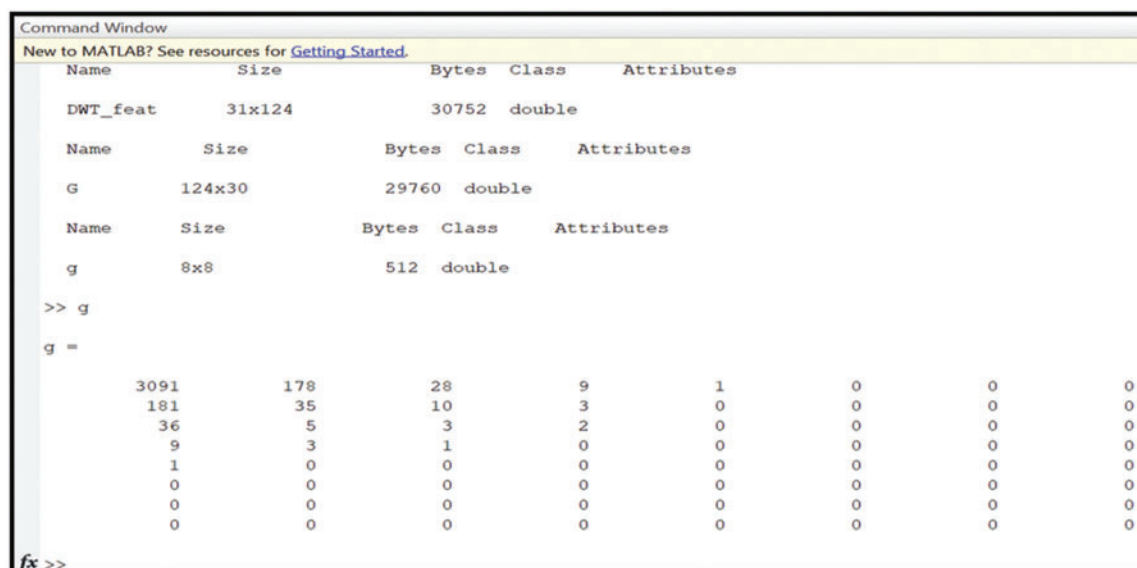 Command Window
New to MATLAB? See resources for Getting Started.
Name Size Bytes Class Attributes
DWT_feat 31x124 30752 double
Name Size Bytes Class Attributes
G 124x30 29760 double
Name Size Bytes Class Attributes
g 8x8 512 double
>> g
g =
3091 178 28 9 1 0 0 0
181 35 10 3 0 0 0 0
36 5 3 2 0 0 0 0
9 3 1 0 0 0 0 0
1 0 0 0 0 0 0 0
0 0 0 0 0 0 0 0
0 0 0 0 0 0 0 0
0 0 0 0 0 0 0 0
fx >>